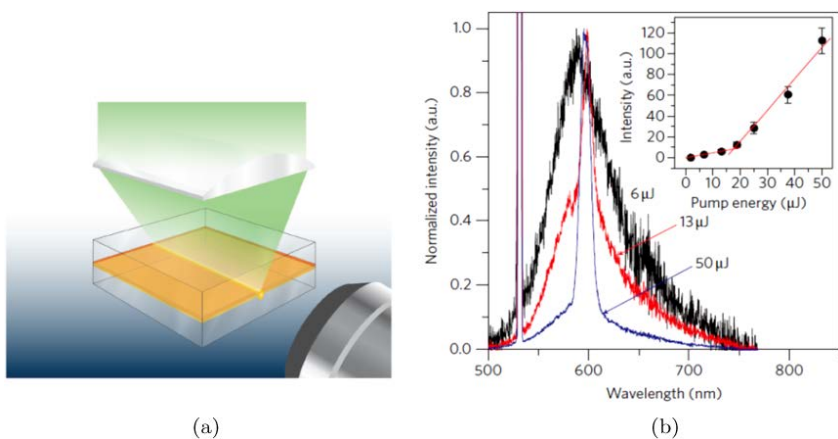 1.0
0.8
0.6
0.4
0.2
0.0
Normalized intensity (a.u.)
500
600
700
800
Wavelength (nm)
6 μJ
13 μJ
50 μJ
120
100
80
60
40
20
0
Intensity (a.u.)
0 10 20 30 40 50
Pump energy (μJ)
(a)
(b)